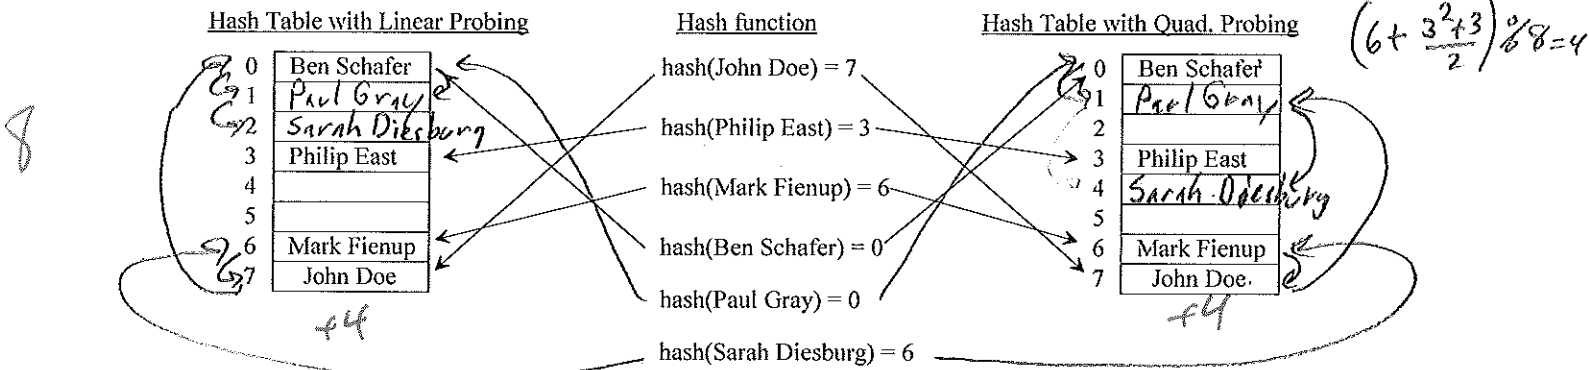 Hash Table with Linear Probing
0 Ben Schafer
1 Paul Gray
2 Sarah Diesburg
3 Philip East
4
5
6 Mark Fienup
7 John Doe
+4
8
Hash function
hash(John Doe) = 7
hash(Philip East) = 3
hash(Mark Fienup) = 6
hash(Ben Schafer) = 0
hash(Paul Gray) = 0
hash(Sarah Diesburg) = 6
Hash Table with Quad. Probing
0 Ben Schafer
1 Paul Gray
2
3 Philip East
4 Sarah Diesburg
5
6 Mark Fienup
7 John Doe
+4
(6 + (3²+3)/2) % 8 = 4